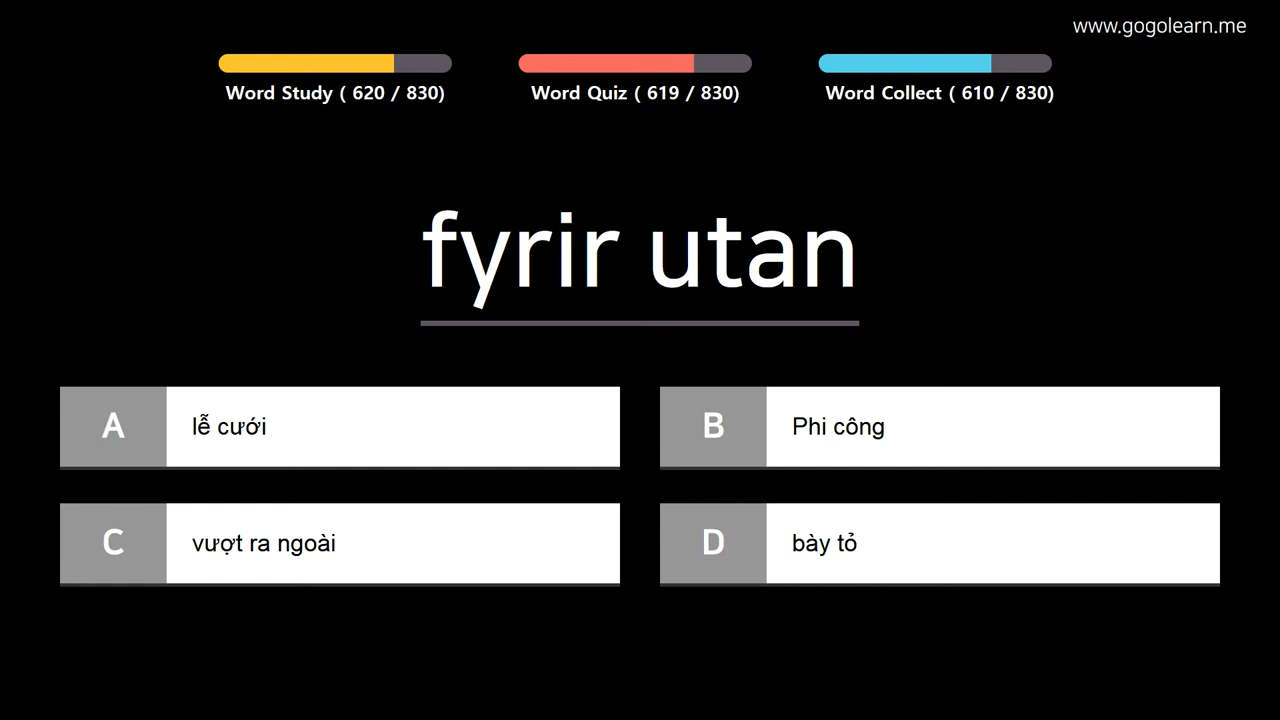 www.gogolearn.me
Word Study ( 620 / 830)
Word Quiz ( 619 / 830)
Word Collect ( 610 / 830)
fyrir utan
A
lễ cưới
B
Phi công
C
vượt ra ngoài
D
bày tỏ